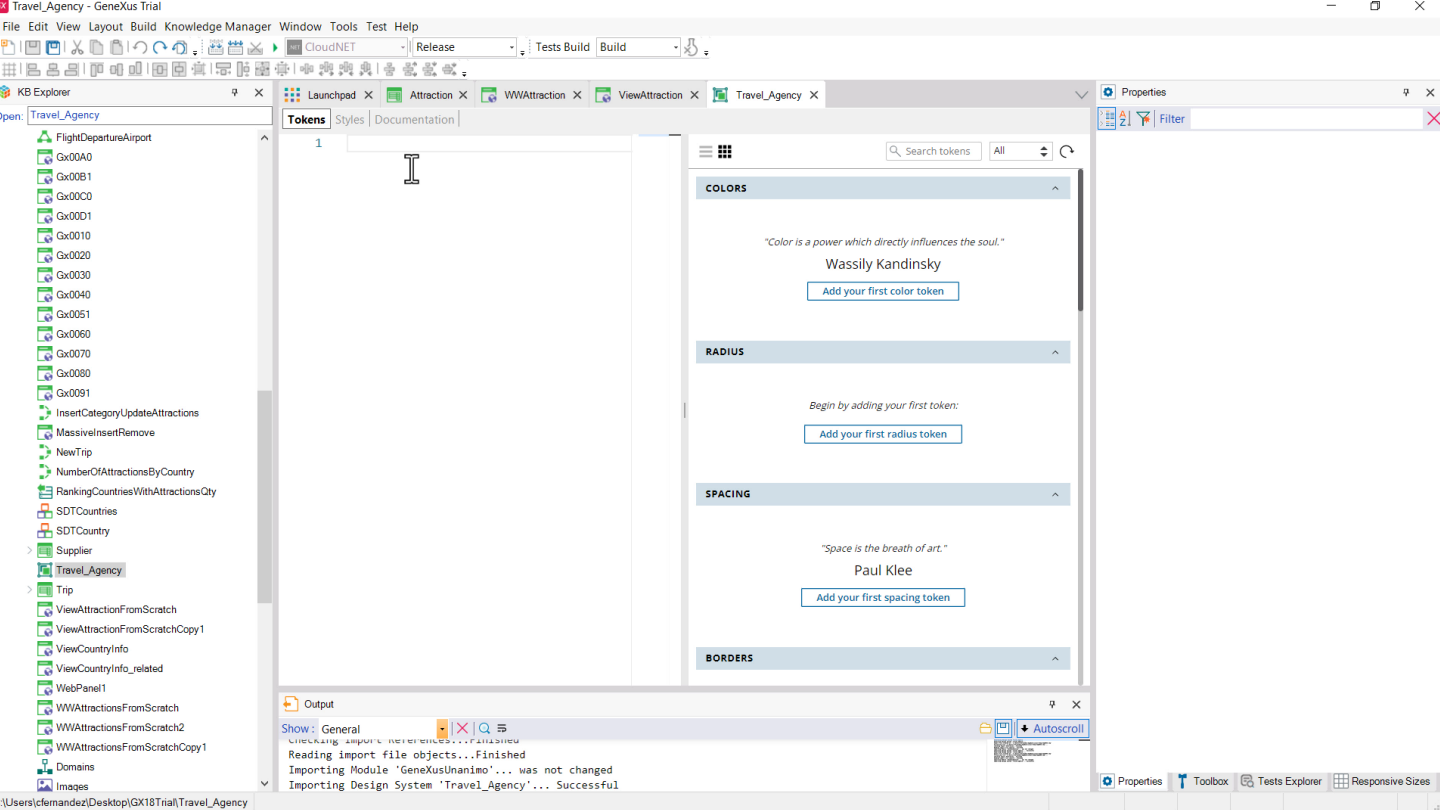 Travel_Agency - GeneXus Trial
File Edit View Layout Build Knowledge Manager Window Tools Test Help
.NET CloudNET Release Tests Build Build
KB Explorer
Open: Travel_Agency
FlightDepartureAirport
Gx00A0
Gx00B1
Gx00C0
Gx00D1
Gx0010
Gx0020
Gx0030
Gx0040
Gx0051
Gx0060
Gx0070
Gx0080
Gx0091
InsertCategoryUpdateAttractions
MassiveInsertRemove
NewTrip
NumberOfAttractionsByCountry
RankingCountriesWithAttractionsQty
SDTCountries
SDTCountry
Supplier
Travel_Agency
Trip
ViewAttractionFromScratch
ViewAttractionFromScratchCopy1
ViewCountryInfo
ViewCountryInfo_related
WebPanel1
WWAttractionsFromScratch
WWAttractionsFromScratch2
WWAttractionsFromScratchCopy1
Domains
Images
Launchpad Attraction WWAttraction ViewAttraction Travel_Agency
Tokens Styles Documentation
1
Search tokens All
COLORS
"Color is a power which directly influences the soul."
Wassily Kandinsky
Add your first color token
RADIUS
Begin by adding your first token:
Add your first radius token
SPACING
"Space is the breath of art."
Paul Klee
Add your first spacing token
BORDERS
Output
Show: General Autoscroll
Checking import References...Finished
Reading import file objects...Finished
Importing Module 'GeneXusUnanimo'... was not changed
Importing Design System 'Travel_Agency'... Successful
Properties
Filter
Properties Toolbox Tests Explorer Responsive Sizes
:\Users\cfernandez\Desktop\GX18Trial\Travel_Agency